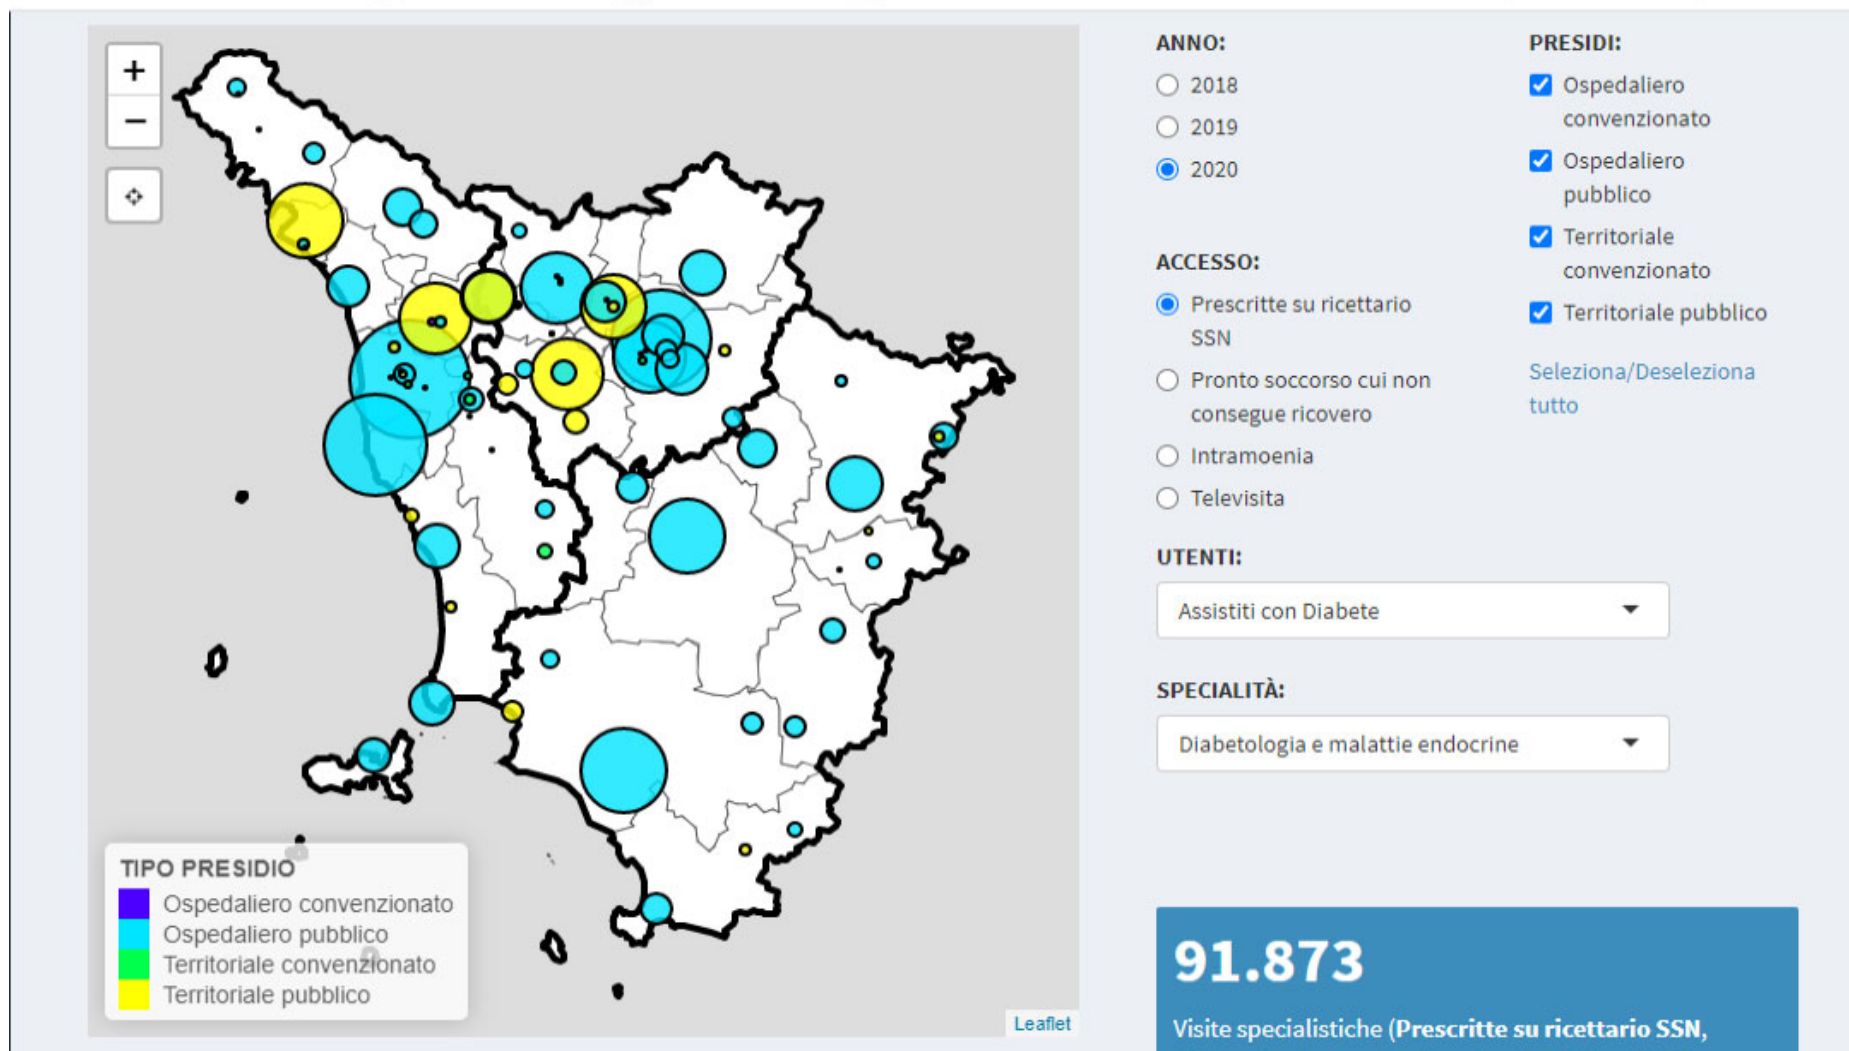 +
−
TIPO PRESIDIO
Ospedaliero convenzionato
Ospedaliero pubblico
Territoriale convenzionato
Territoriale pubblico
Leaflet
ANNO:
2018
2019
2020
ACCESSO:
Prescritte su ricettario
SSN
Pronto soccorso cui non
consegue ricovero
Intramoenia
Televisita
PRESIDI:
Ospedaliero
convenzionato
Ospedaliero
pubblico
Territoriale
convenzionato
Territoriale pubblico
Seleziona/Deseleziona
tutto
UTENTI:
Assistiti con Diabete
SPECIALITÀ:
Diabetologia e malattie endocrine
91.873
Visite specialistiche (Prescritte su ricettario SSN,